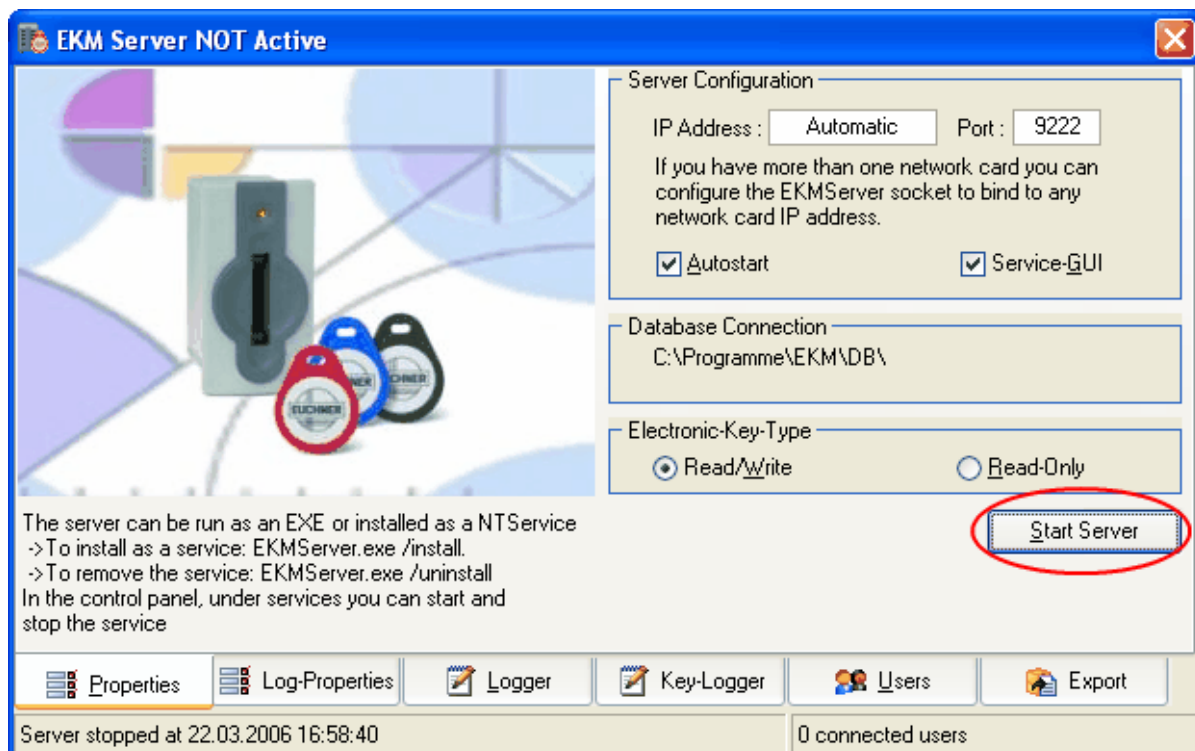 EKM Server NOT Active
Server Configuration
IP Address : Automatic Port : 9222
If you have more than one network card you can
configure the EKMServer socket to bind to any
network card IP address.
Autostart Service-GUI
Database Connection
C:\Programme\EKM\DB\
Electronic-Key-Type
Read/Write Read-Only
EUCHNER
The server can be run as an EXE or installed as a NTService
->To install as a service: EKMServer.exe /install.
->To remove the service: EKMServer.exe /uninstall
In the control panel, under services you can start and
stop the service
Start Server
Properties Log-Properties Logger Key-Logger Users Export
Server stopped at 22.03.2006 16:58:40 0 connected users